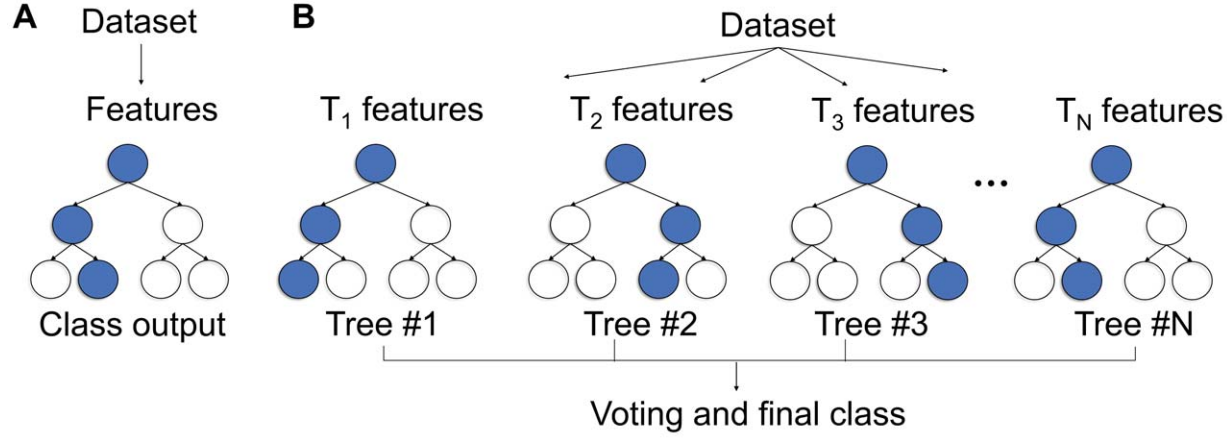 A
Dataset
Features
Class output
B
Dataset
T₁ features
T₂ features
T₃ features
...
T_N features
Tree #1
Tree #2
Tree #3
Tree #N
Voting and final class